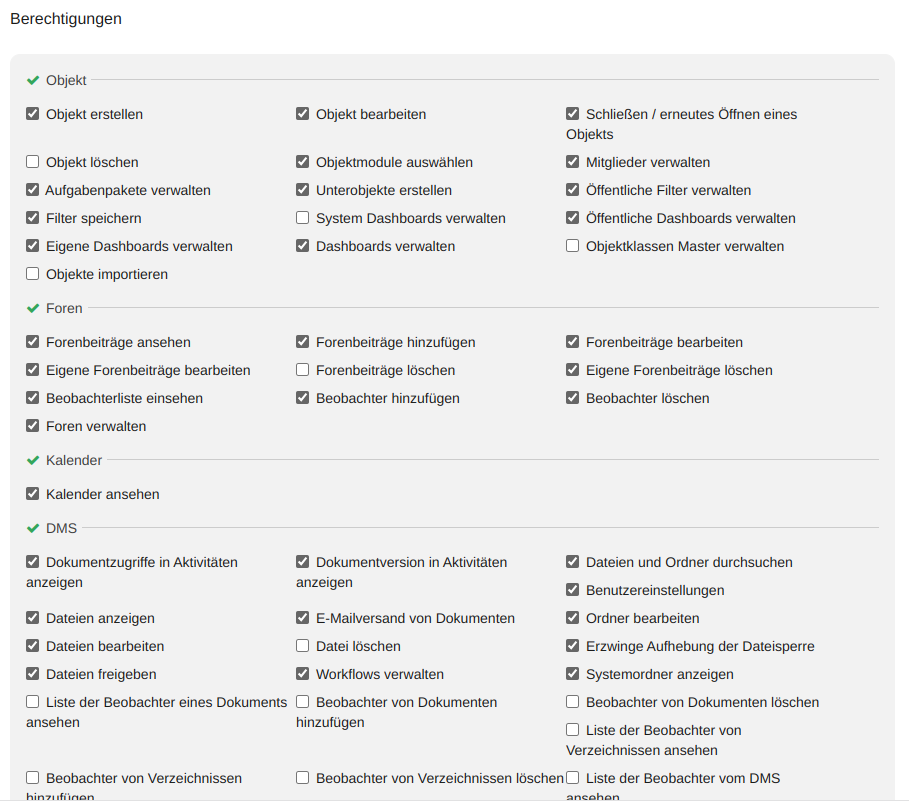 Berechtigungen
Objekt
Objekt erstellen
Objekt bearbeiten
Schließen / erneutes Öffnen eines
Objekts
Objekt löschen
Objektmodule auswählen
Mitglieder verwalten
Aufgabenpakete verwalten
Unterobjekte erstellen
Öffentliche Filter verwalten
Filter speichern
System Dashboards verwalten
Öffentliche Dashboards verwalten
Eigene Dashboards verwalten
Dashboards verwalten
Objektklassen Master verwalten
Objekte importieren
Foren
Forenbeiträge ansehen
Forenbeiträge hinzufügen
Forenbeiträge bearbeiten
Eigene Forenbeiträge bearbeiten
Forenbeiträge löschen
Eigene Forenbeiträge löschen
Beobachterliste einsehen
Beobachter hinzufügen
Beobachter löschen
Foren verwalten
Kalender
Kalender ansehen
DMS
Dokumentzugriffe in Aktivitäten
anzeigen
Dokumentversion in Aktivitäten
anzeigen
Dateien und Ordner durchsuchen
Benutzereinstellungen
Dateien anzeigen
E-Mailversand von Dokumenten
Ordner bearbeiten
Dateien bearbeiten
Datei löschen
Erzwinge Aufhebung der Dateisperre
Dateien freigeben
Workflows verwalten
Systemordner anzeigen
Liste der Beobachter eines Dokuments
ansehen
Beobachter von Dokumenten
hinzufügen
Beobachter von Dokumenten löschen
Liste der Beobachter von
Verzeichnissen ansehen
Beobachter von Verzeichnissen
hinzufügen
Beobachter von Verzeichnissen löschen
Liste der Beobachter vom DMS
ansehen